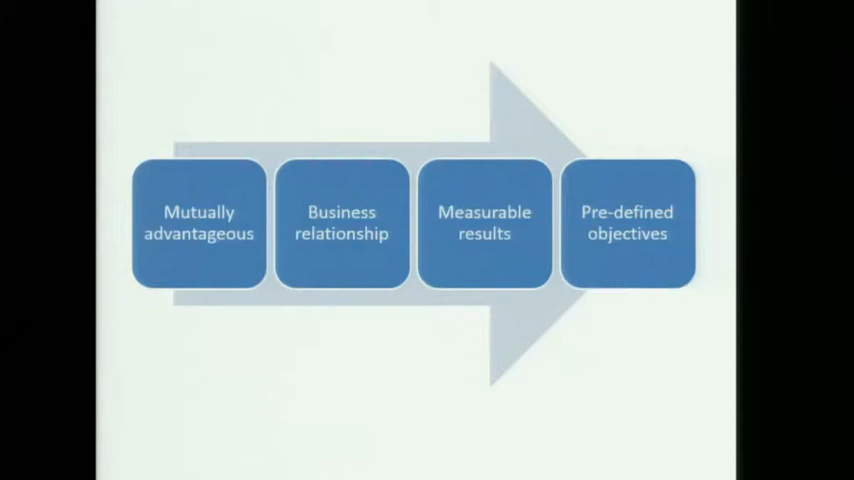 Mutually
advantageous
Business
relationship
Measurable
results
Pre-defined
objectives